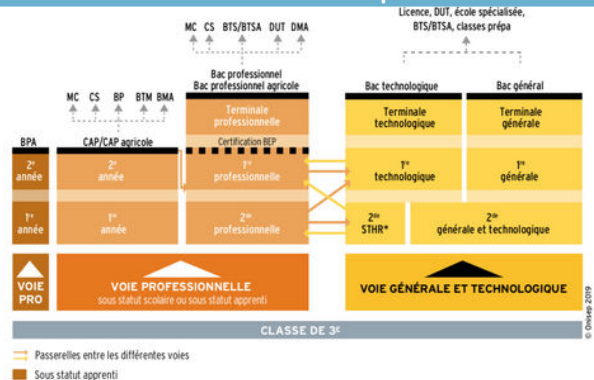 Licence, DUT, école spécialisée,
BTS/BTSA, classes prépa
MC CS BTS/BTSA DUT DMA
Bac professionnel
Bac professionnel agricole
Bac technologique
Bac général
MC CS BP BTM BMA
Terminale
professionnelle
Terminale
technologique
Terminale
générale
BPA
CAP/CAP agricole
Certification BEP
2e
année
2e
année
1re
professionnelle
1re
technologique
1re
générale
1re
année
1re
année
2de
professionnelle
2de
STHR*
2de
générale et technologique
VOIE
PRO
VOIE PROFESSIONNELLE
sous statut scolaire ou sous statut apprenti
VOIE GÉNÉRALE ET TECHNOLOGIQUE
CLASSE DE 3E
© Onisep 2019
Passerelles entre les différentes voies
Sous statut apprenti